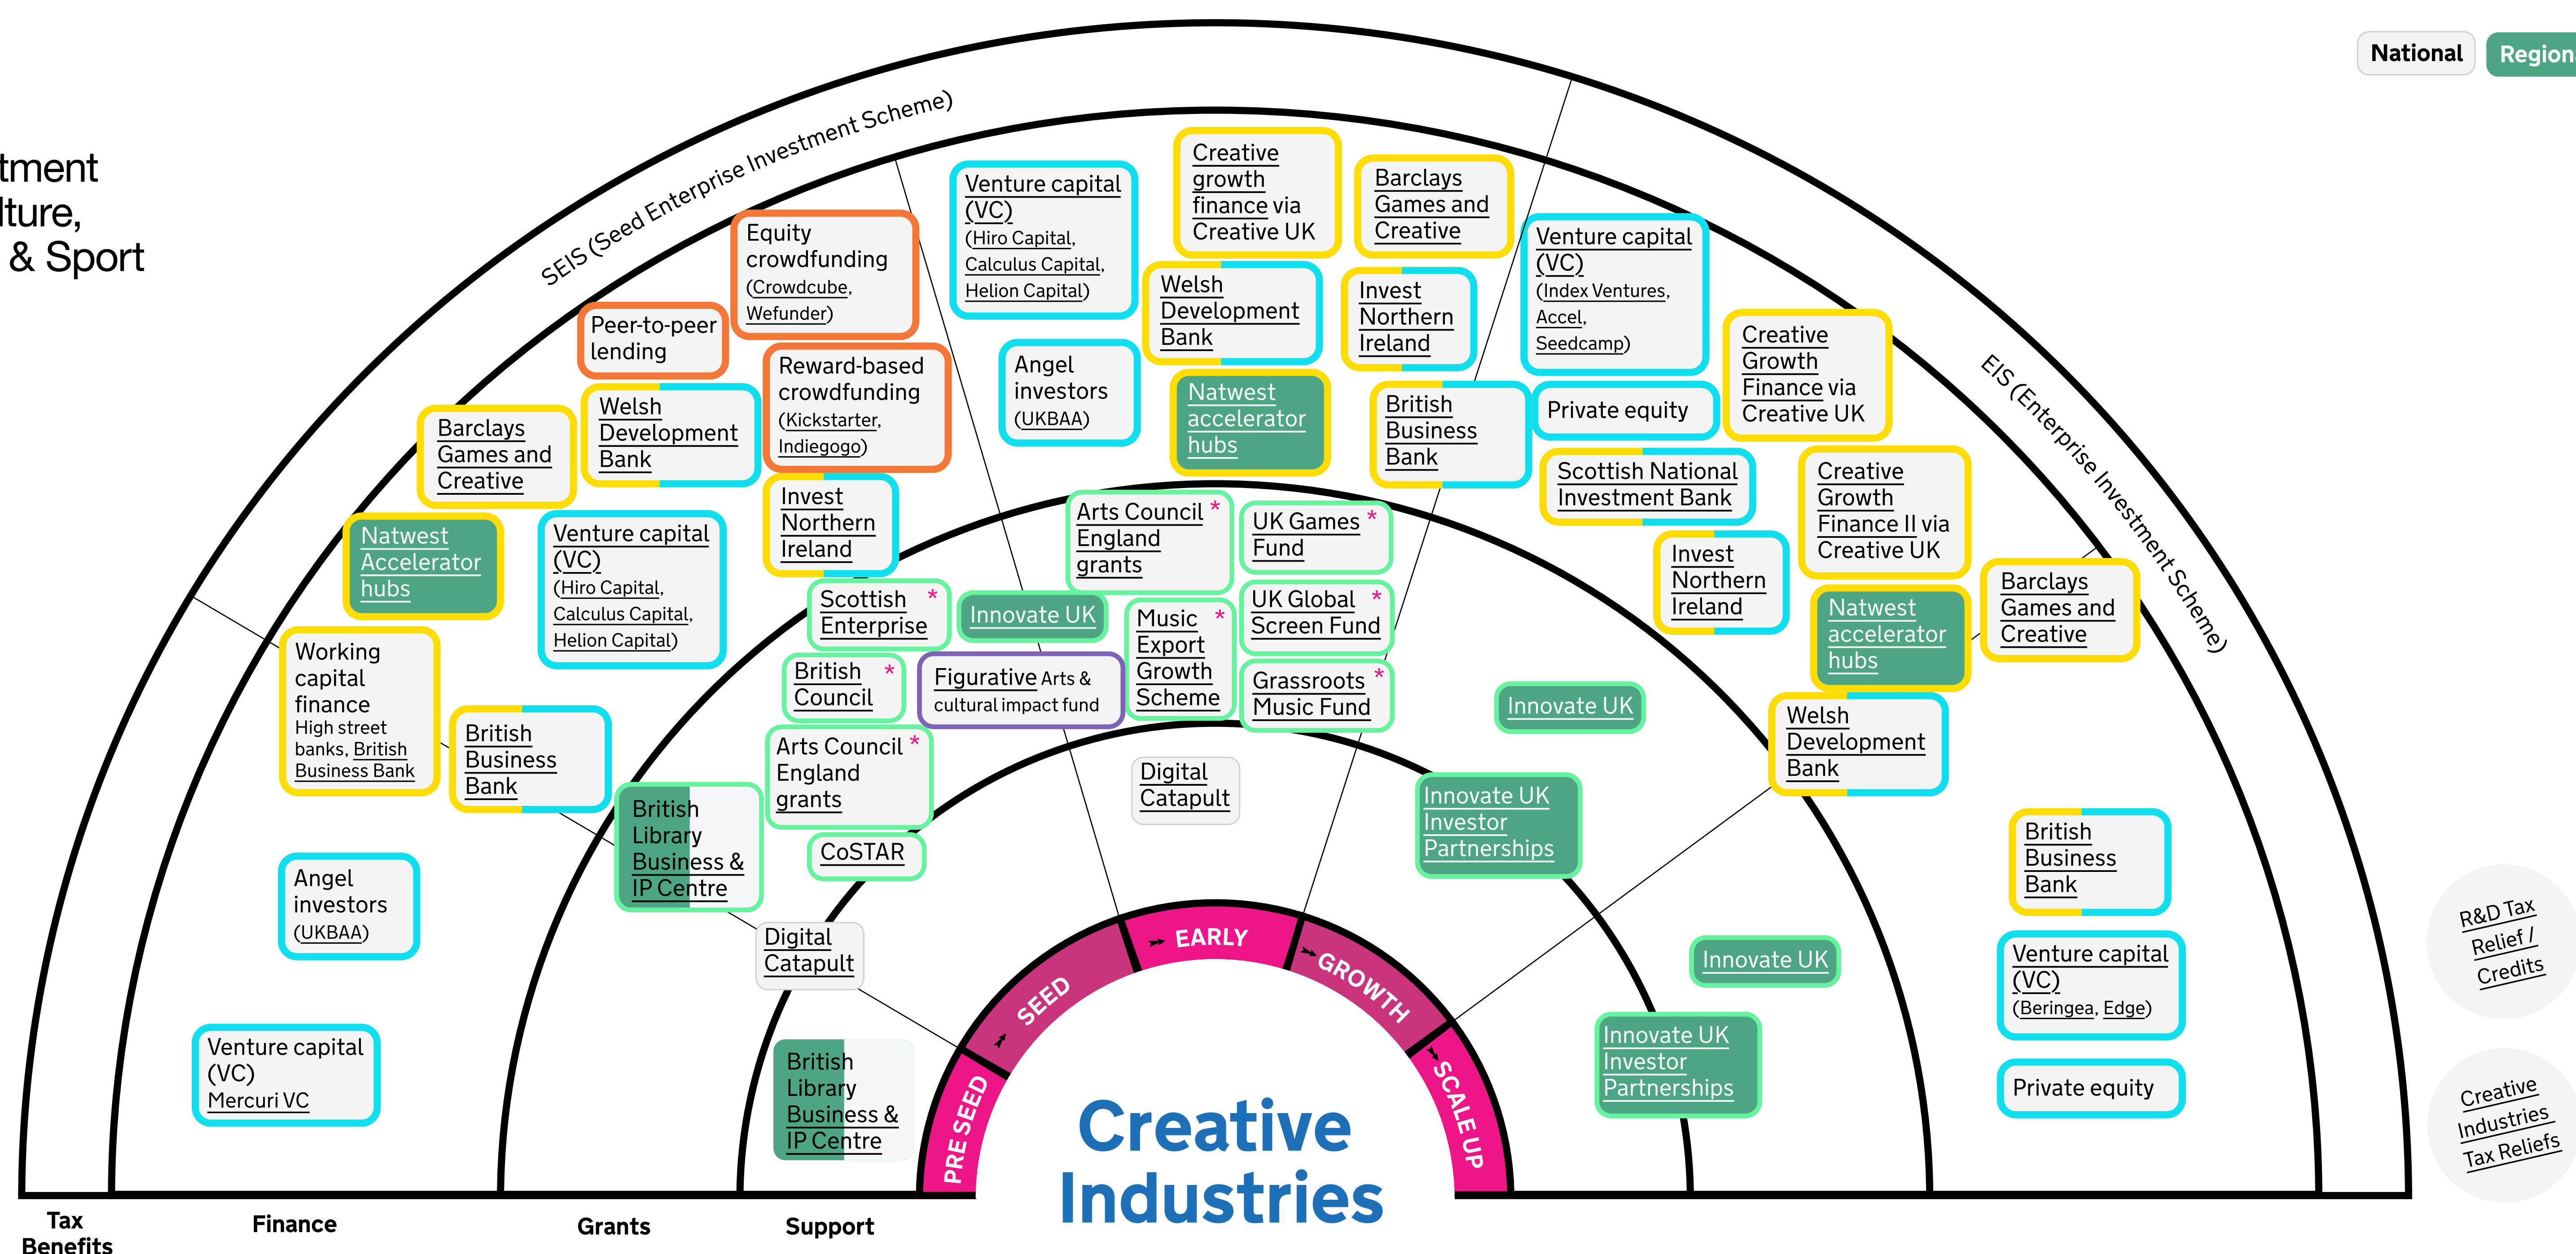 tment
lture,
& Sport
National
Region
SEIS (Seed Enterprise Investment Scheme)
EIS (Enterprise Investment Scheme)
Equity
crowdfunding
(Crowdcube,
Wefunder)
Peer-to-peer
lending
Reward-based
crowdfunding
(Kickstarter,
Indiegogo)
Barclays
Games and
Creative
Welsh
Development
Bank
Invest
Northern
Ireland
Natwest
Accelerator
hubs
Venture capital
(VC)
(Hiro Capital,
Calculus Capital,
Helion Capital)
Working
capital
finance
High street
banks, British
Business Bank
British
Business
Bank
Angel
investors
(UKBAA)
Venture capital
(VC)
Mercuri VC
Venture capital
(VC)
(Hiro Capital,
Calculus Capital,
Helion Capital)
Creative
growth
finance via
Creative UK
Barclays
Games and
Creative
Welsh
Development
Bank
Invest
Northern
Ireland
Angel
investors
(UKBAA)
Natwest
accelerator
hubs
British
Business
Bank
Venture capital
(VC)
(Index Ventures,
Accel,
Seedcamp)
Creative
Growth
Finance via
Creative UK
Private equity
Scottish National
Investment Bank
Creative
Growth
Finance II via
Creative UK
Invest
Northern
Ireland
Natwest
accelerator
hubs
Barclays
Games and
Creative
Welsh
Development
Bank
British
Business
Bank
Venture capital
(VC)
(Beringea, Edge)
Private equity
Arts Council *
England
grants
UK Games *
Fund
Scottish *
Enterprise
Innovate UK
Music *
Export
Growth
Scheme
UK Global *
Screen Fund
British *
Council
Figurative Arts &
cultural impact fund
Grassroots *
Music Fund
Arts Council *
England
grants
British
Library
Business &
IP Centre
CoSTAR
Innovate UK
Innovate UK
Investor
Partnerships
Innovate UK
Innovate UK
Investor
Partnerships
Digital
Catapult
Digital
Catapult
British
Library
Business &
IP Centre
PRE SEED
SEED
EARLY
GROWTH
SCALE UP
Creative
Industries
R&D Tax
Relief /
Credits
Creative
Industries
Tax Reliefs
Tax
Benefits
Finance
Grants
Support